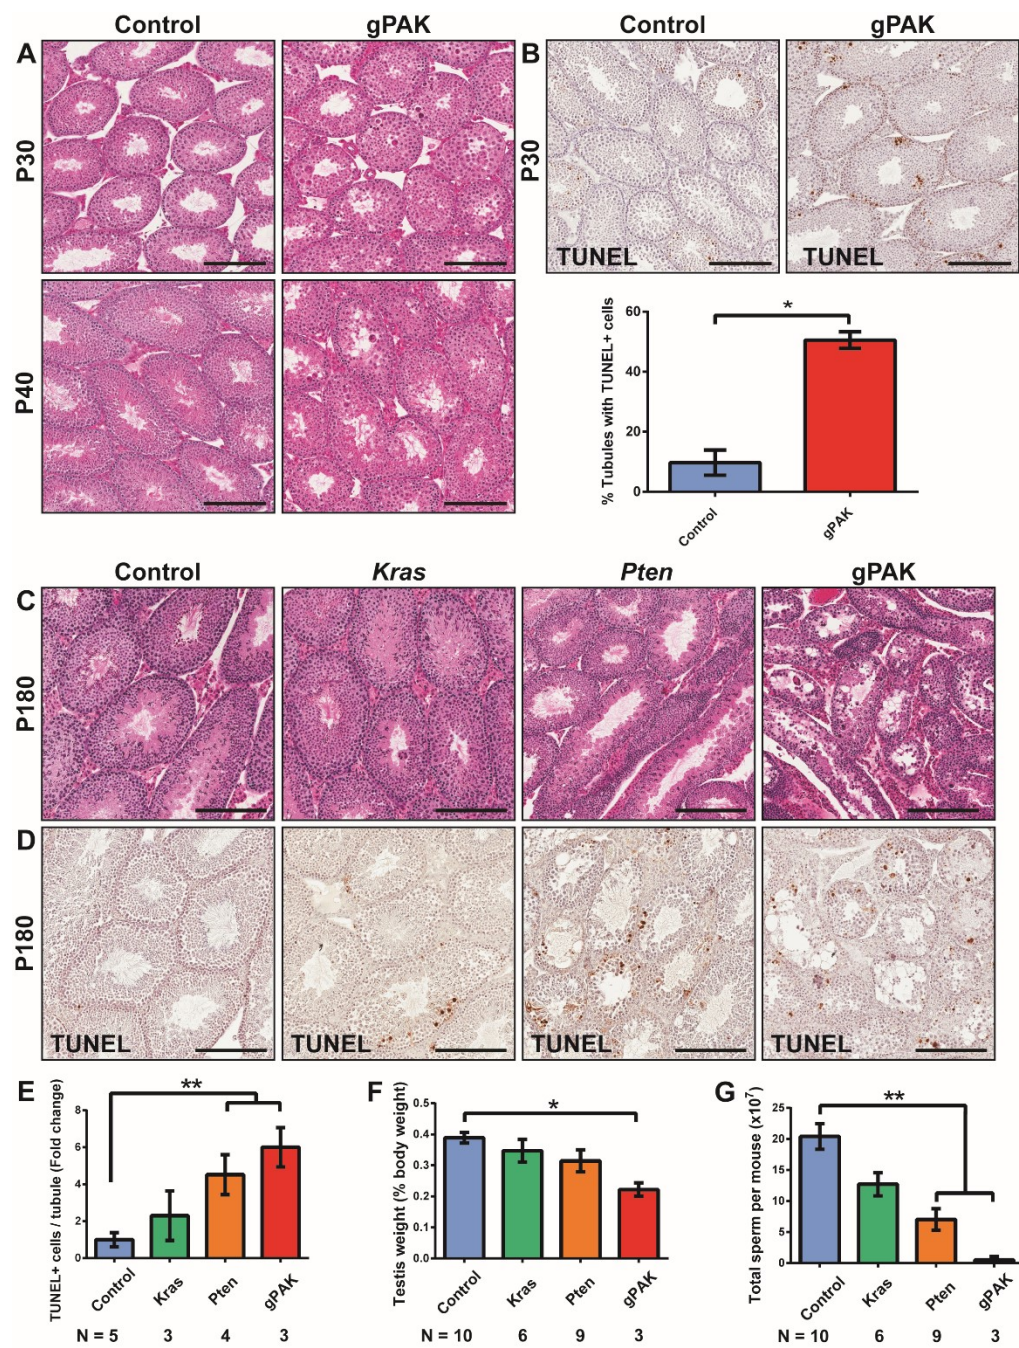 Control gPAK
A
P30
P40
B
Control gPAK
P30
TUNEL TUNEL
60
40
20
0
% Tubules with TUNEL+ cells
*
Control gPAK
Control Kras Pten gPAK
C
P180
D
P180
TUNEL TUNEL TUNEL TUNEL
E
TUNEL+ cells / tubule (Fold change)
8
6
4
2
0
**
Control Kras Pten gPAK
N = 5 3 4 3
F
Testis weight (% body weight)
0.5
0.4
0.3
0.2
0.1
0.0
*
Control Kras Pten gPAK
N = 10 6 9 3
G
Total sperm per mouse (x10⁷)
25
20
15
10
5
0
**
Control Kras Pten gPAK
N = 10 6 9 3